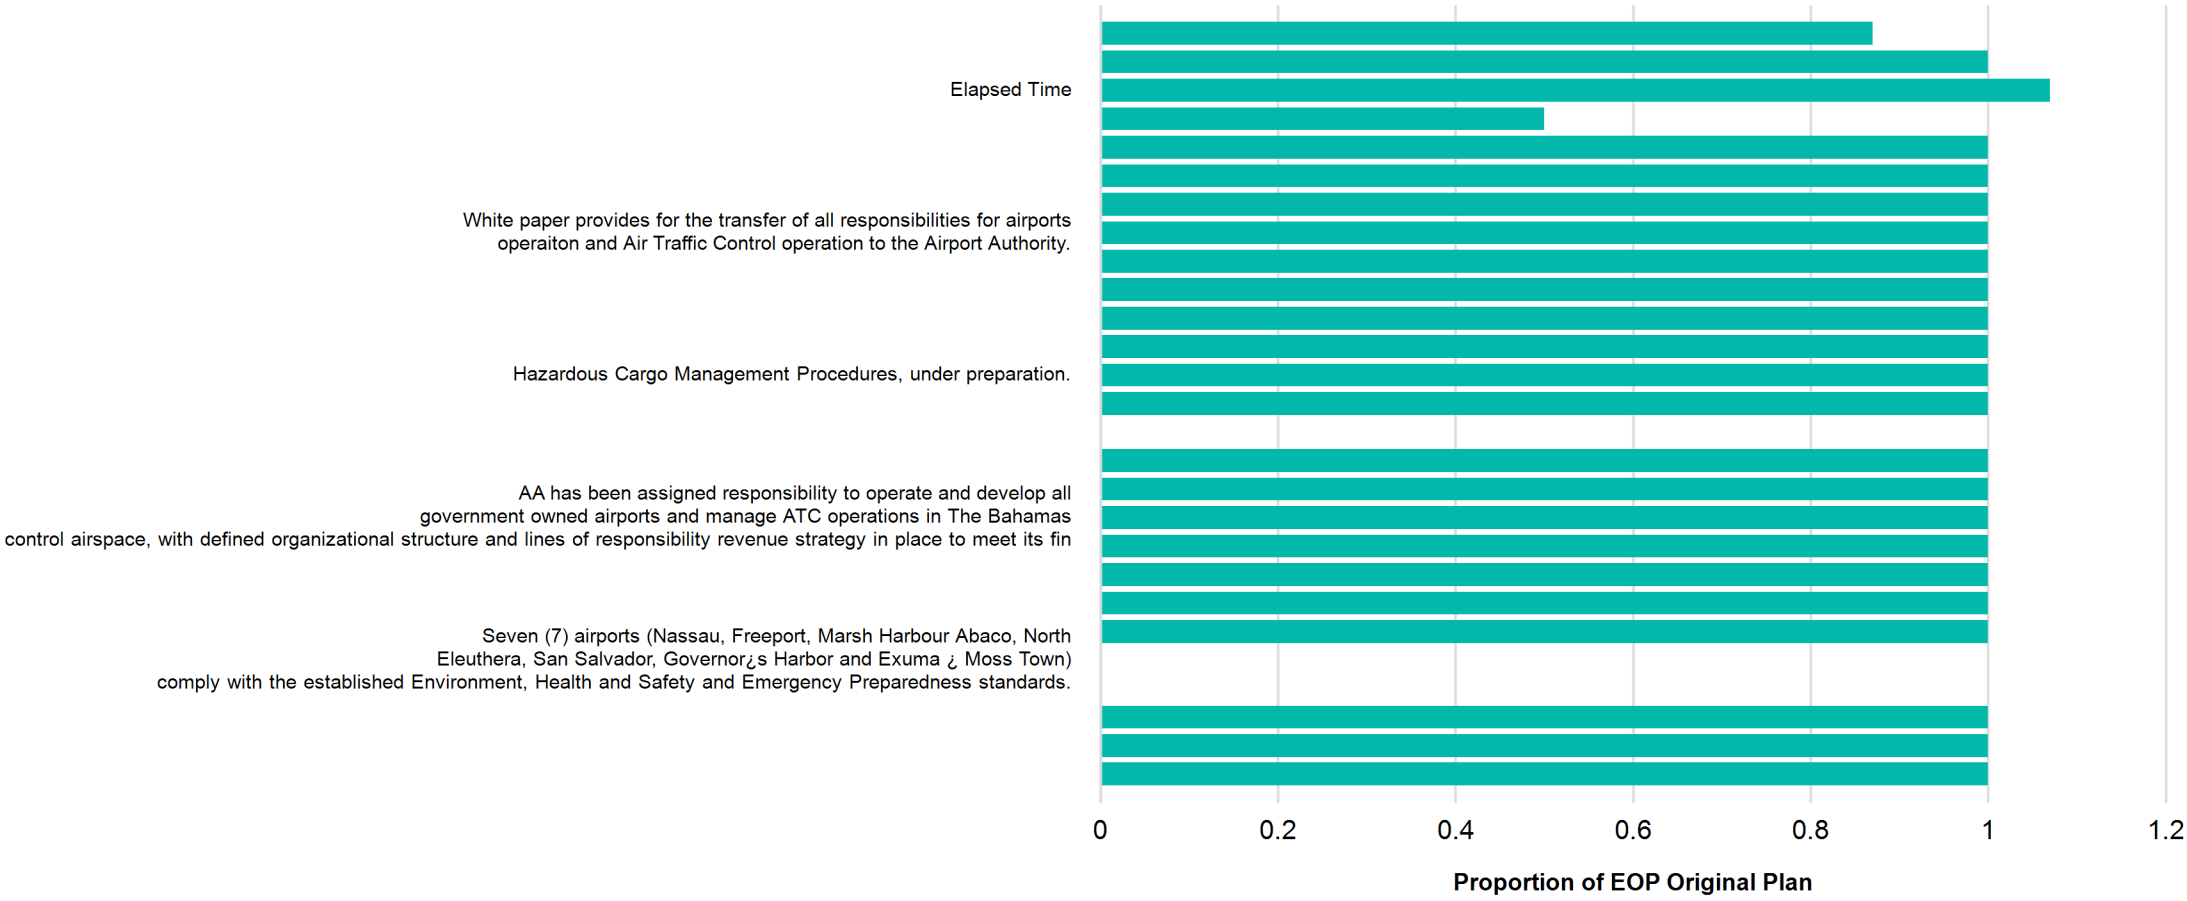 Elapsed Time
White paper provides for the transfer of all responsibilities for airports
operaiton and Air Traffic Control operation to the Airport Authority.
Hazardous Cargo Management Procedures, under preparation.
AA has been assigned responsibility to operate and develop all
government owned airports and manage ATC operations in The Bahamas
control airspace, with defined organizational structure and lines of responsibility revenue strategy in place to meet its fin
Seven (7) airports (Nassau, Freeport, Marsh Harbour Abaco, North
Eleuthera, San Salvador, Governor¿s Harbor and Exuma ¿ Moss Town)
comply with the established Environment, Health and Safety and Emergency Preparedness standards.
0 0.2 0.4 0.6 0.8 1 1.2
Proportion of EOP Original Plan